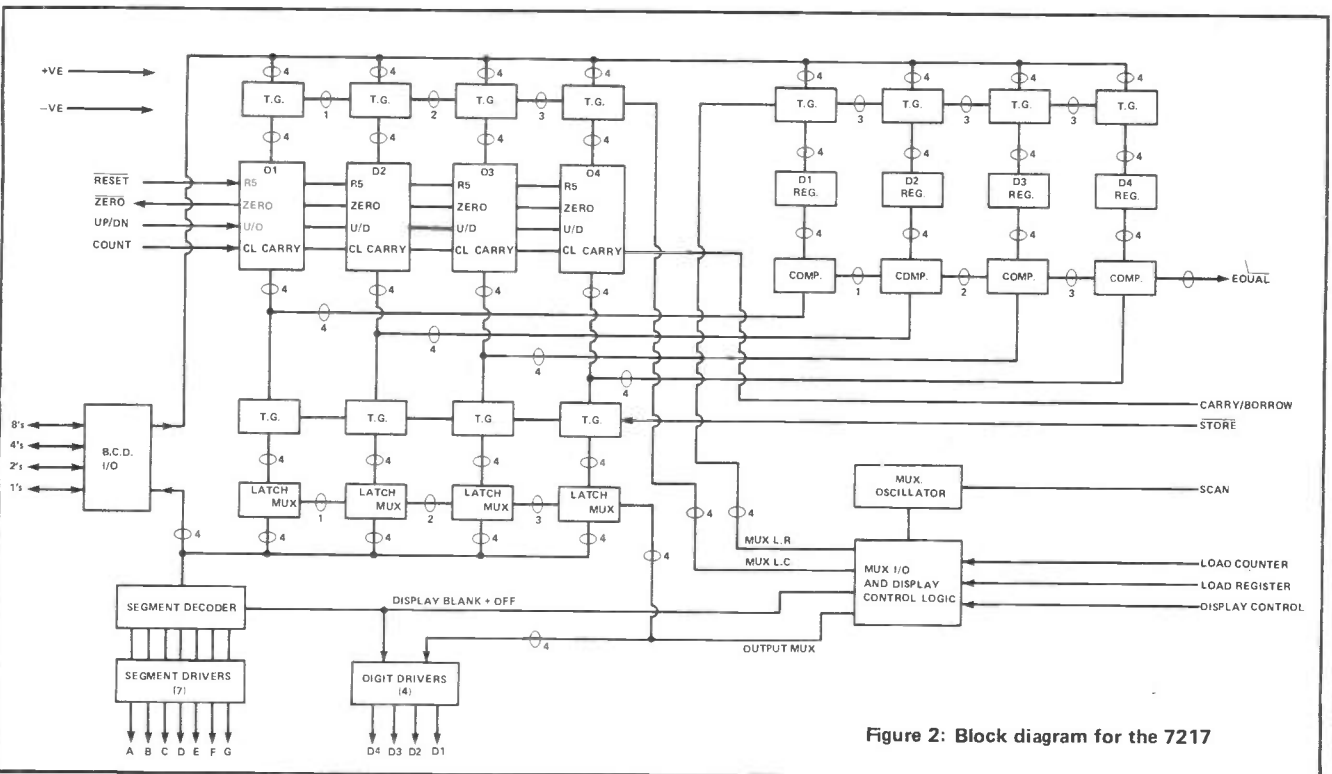 4 4 4 4 4 4 4 4
+VE
T.G. T.G. T.G. T.G. T.G. T.G. T.G. T.G.
-VE
1 2 3 3 3 3
4 4 4 4 4 4 4 4
O1 D2 O3 O4
RESET R5 R5 R5 R5
D1 REG. D2 REG. D3 REG. D4 REG.
ZERO ZERO ZERO ZERO ZERO
UP/DN U/O U/D U/D U/D
COUNT CL CARRY CL CARRY CL CARRY CL CARRY
4 4 4 4
COMP. CDMP. COMP. COMP. EOUAL
1 2 3
4 4 4 4
4
4
4
4
CARRY/BORROW
T.G. T.G. T.G. T.G. STORE
8's
4's
2's
1's
B.C.D.
I/O
4 4 4 4
MUX.
OSCILLATOR
SCAN
LATCH MUX LATCH MUX LATCH MUX LATCH MUX
1 2 3
4 4
4 4 4 4 4 4
MUX L.R
MUX L.C
MUX I/O
AND DISPLAY
CONTROL LOGIC
LOAD COUNTER
LOAD REGISTER
DISPLAY CONTROL
SEGMENT DECODER
DISPLAY BLANK + OFF
4
OUTPUT MUX
SEGMENT DRIVERS
(7)
OIGIT DRIVERS
(4)
A B C D E F G
D4 D3 D2 D1
Figure 2: Block diagram for the 7217